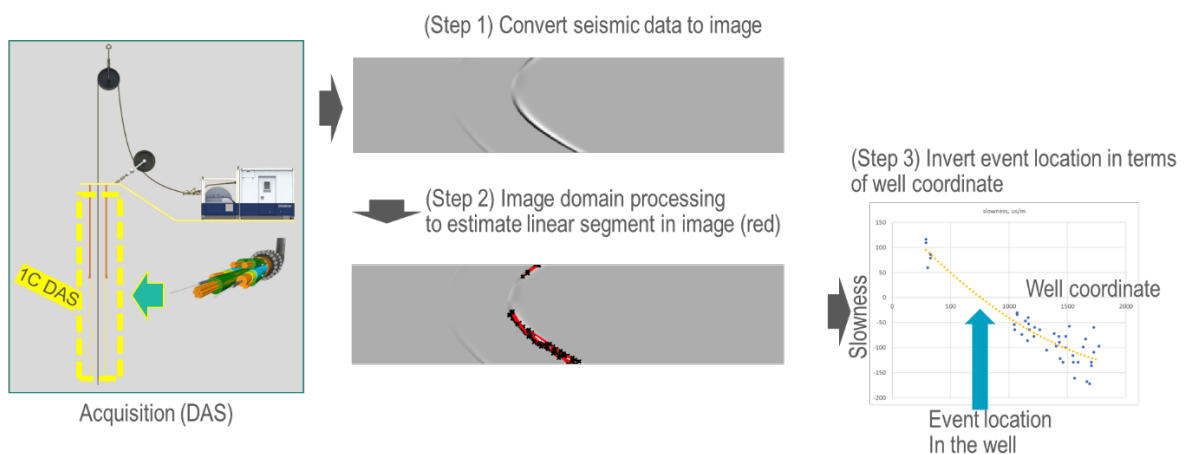 (Step 1) Convert seismic data to image
1C DAS
Acquisition (DAS)
(Step 2) Image domain processing
to estimate linear segment in image (red)
(Step 3) Invert event location in terms
of well coordinate
slowness, us/m
150
100
50
0
-50
-100
-150
-200
0
500
1000
1500
2000
Slowness
Well coordinate
Event location
In the well